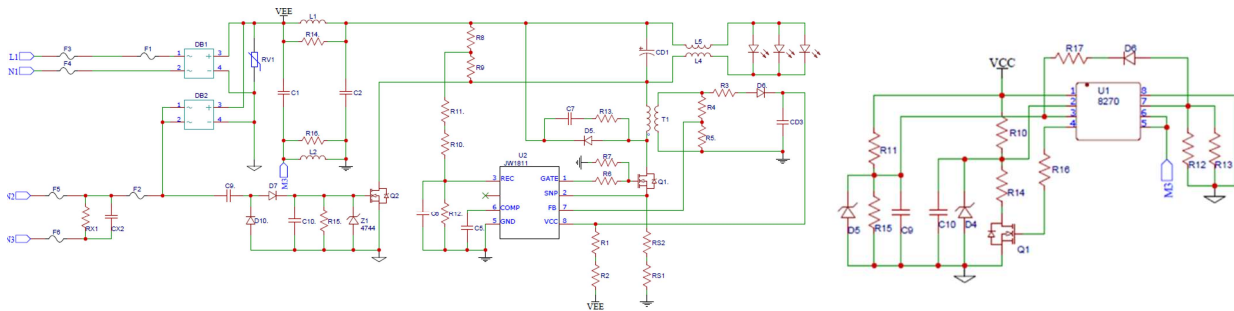 VEE
L1
R14.
L1
F3
F1
DB1
1
3
2
4
N1
F4
RV1
DB2
1
3
2
4
C1
C2
R16.
L2
M3
N2
F5
F2
RX1
CX2
N3
F6
C9.
D7
D10.
C10.
R15.
Z1
4744
Q2
R8
R9
CD1
L5
L4
R11.
R10.
C7
R13.
D5.
T1
R3
D6.
R4
R5.
CD3
U2
JW1811
3
REC
GATE
1
SNP
2
6
COMP
FB
7
5
GND
VCC
8
R7.
R6
Q1.
C6
R12.
C5.
R1
R2
VEE
RS2
RS1
R17
D6
VCC
U1
8270
1
2
3
4
8
7
6
5
R11
R10
R16
R12
R13
M3
R14
D5
R15
C9
C10
D4
Q1